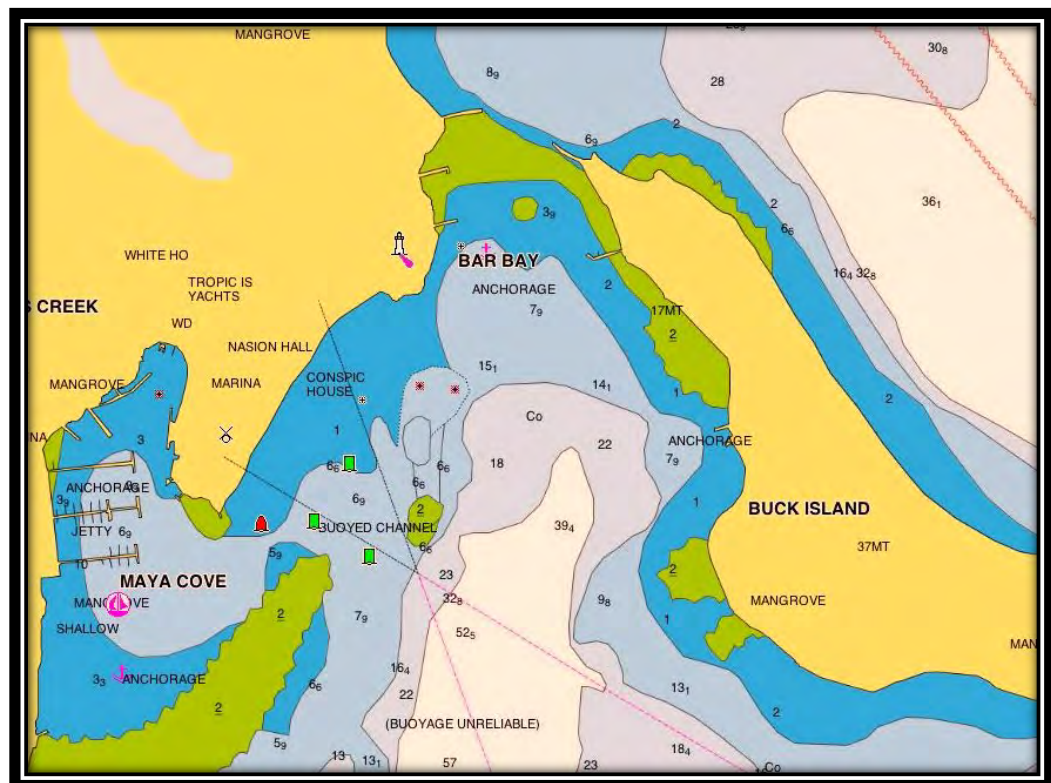 MANGROVE
30₈
8₉
28
6₉
2
2
36₁
3₉
6₆
WHITE HO
BAR BAY
16₄ 32₈
TROPIC IS
YACHTS
ANCHORAGE
2
S CREEK
7₉
17MT
WD
2
NASION HALL
15₁
MANGROVE
MARINA
CONSPIC
HOUSE
14₁
1
2
Co
1
22
NA
3
ANCHORAGE
18
7₉
6₆
6₆
6₆
ANCHORAGE
3₉
6₉
1
2
BUCK ISLAND
JETTY 6₉
BUOYED CHANNEL
39₄
5₉
6₆
37MT
10
23
2
MAYA COVE
32₈
9₈
MANGROVE
MANGROVE
2
7₉
1
SHALLOW
52₅
MAN
16₄
3₃ ANCHORAGE
6₆
13₁
22
2
2
(BUOYAGE UNRELIABLE)
5₉
18₄
13
13₁
57
23
Co